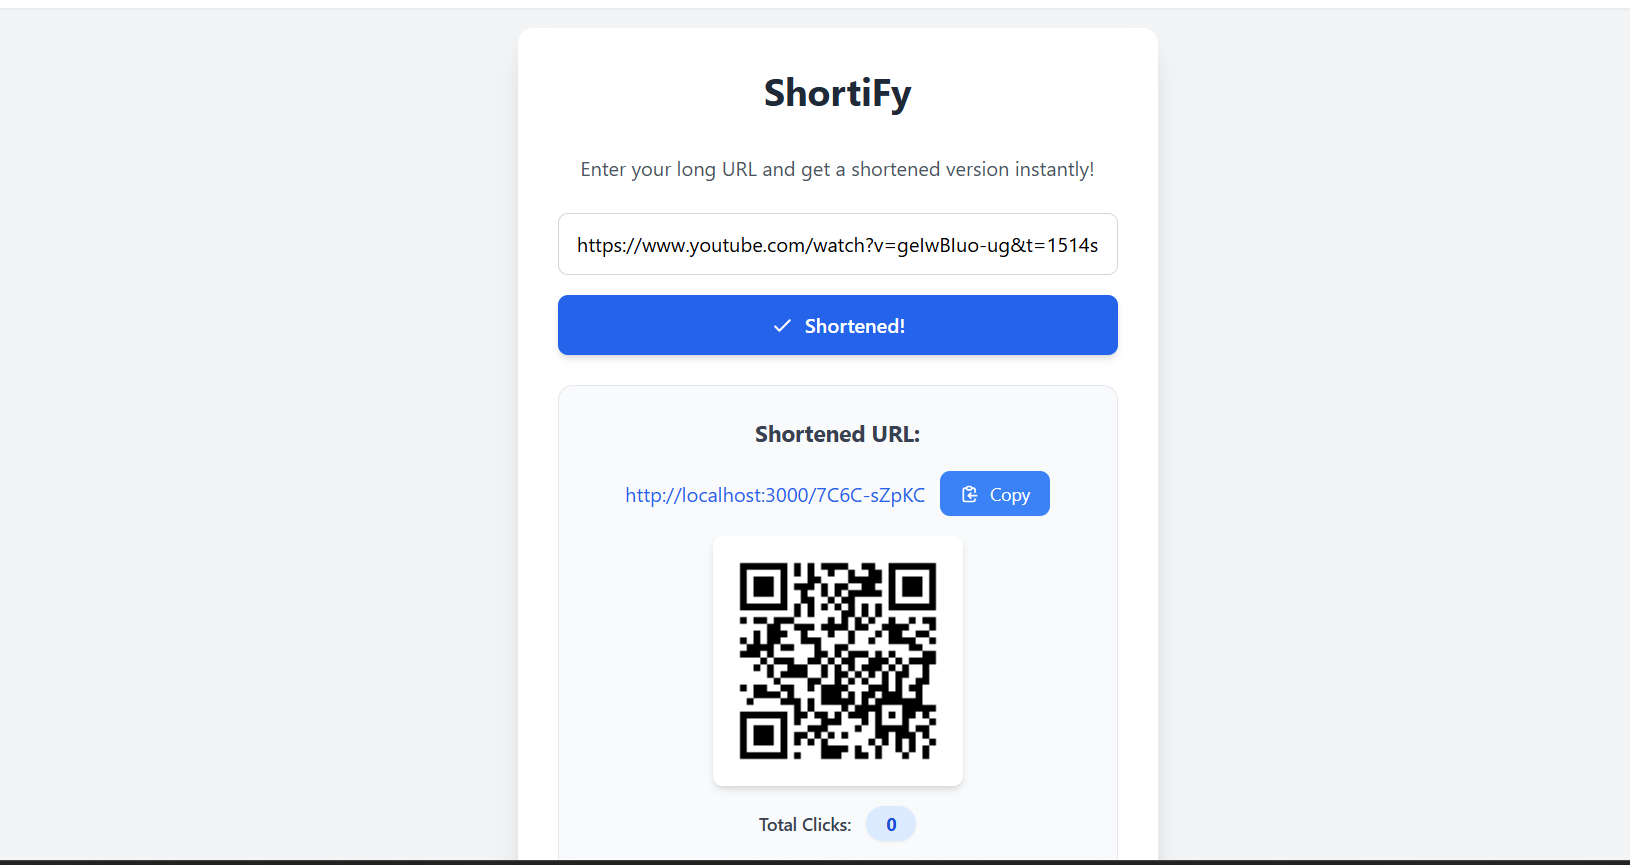 ShortiFy
Enter your long URL and get a shortened version instantly!
https://www.youtube.com/watch?v=geIwBIuo-ug&t=1514s
Shortened!
Shortened URL:
http://localhost:3000/7C6C-sZpKC Copy
Total Clicks: 0